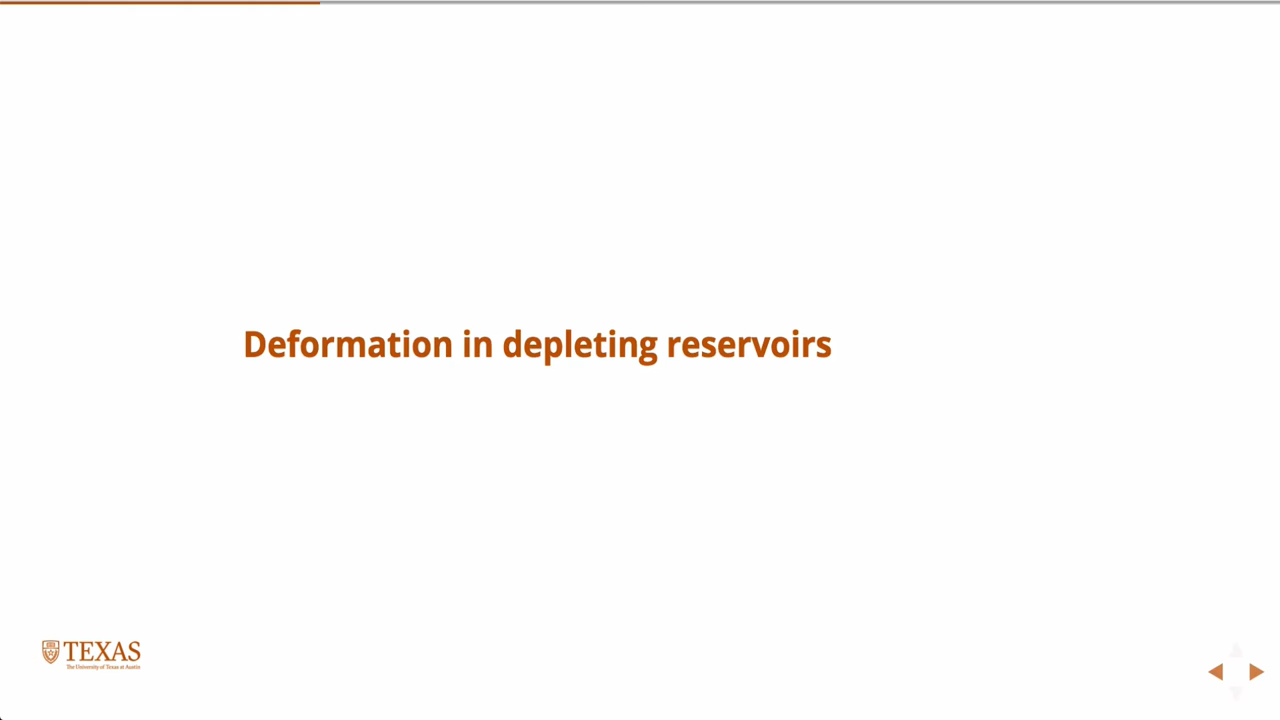 Deformation in depleting reservoirs
TEXAS
The University of Texas at Austin